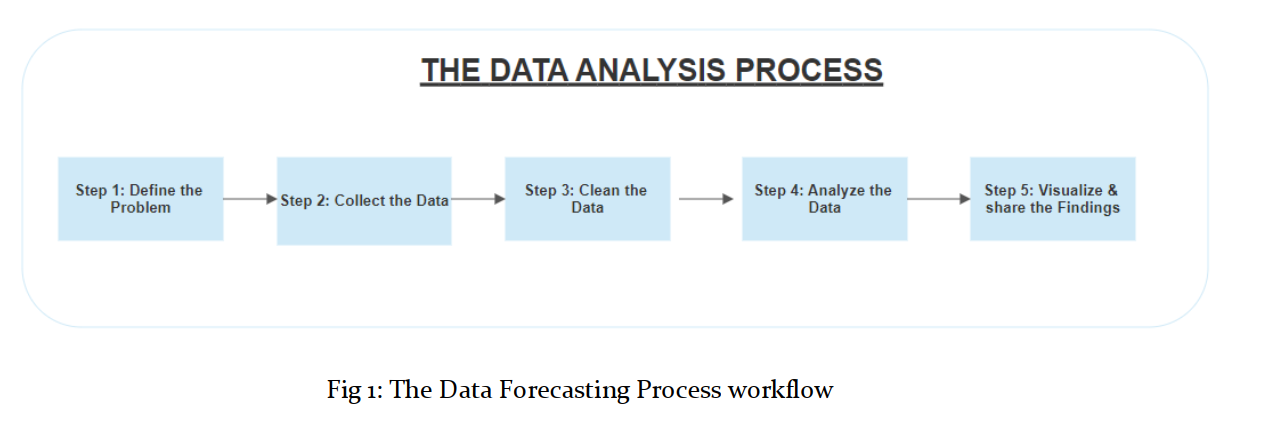 THE DATA ANALYSIS PROCESS
Step 1: Define the
Problem
Step 2: Collect the Data
Step 3: Clean the
Data
Step 4: Analyze the
Data
Step 5: Visualize &
share the Findings
Fig 1: The Data Forecasting Process workflow